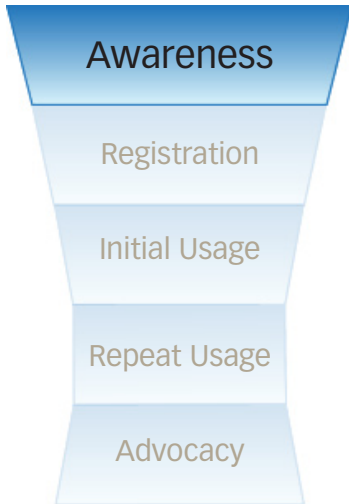 Awareness
Registration
Initial Usage
Repeat Usage
Advocacy